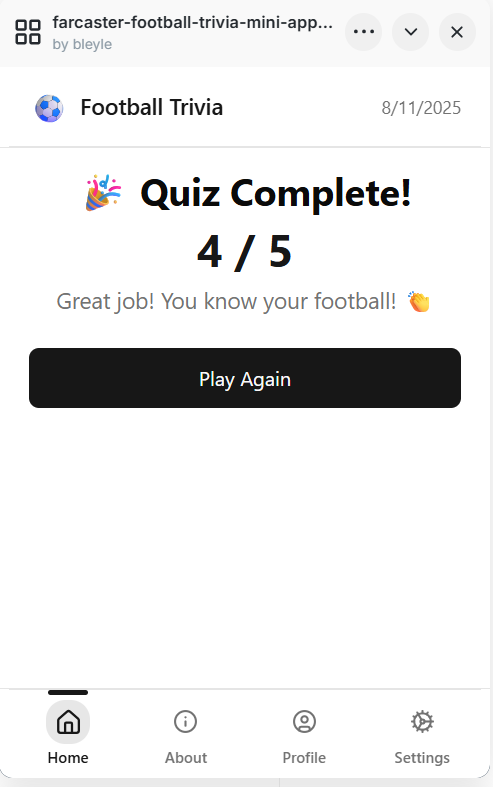 farcaster-football-trivia-mini-app...
by bleyle
Football Trivia
8/11/2025
🎉 Quiz Complete!
4 / 5
Great job! You know your football! 👏
Play Again
Home
About
Profile
Settings